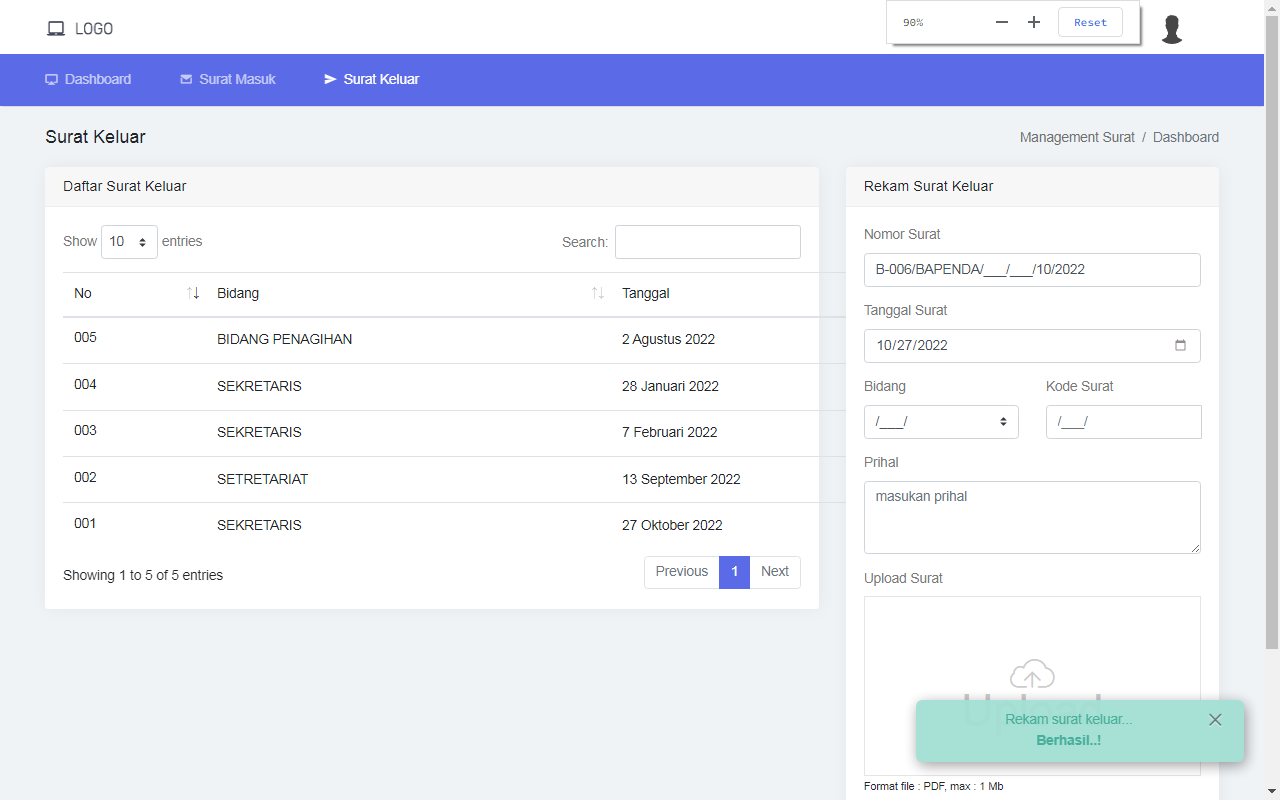 LOGO
90%
Reset
Dashboard
Surat Masuk
Surat Keluar
Surat Keluar
Management Surat / Dashboard
Daftar Surat Keluar
Show 10 entries
Search:
No
Bidang
Tanggal
005
BIDANG PENAGIHAN
2 Agustus 2022
004
SEKRETARIS
28 Januari 2022
003
SEKRETARIS
7 Februari 2022
002
SETRETARIAT
13 September 2022
001
SEKRETARIS
27 Oktober 2022
Showing 1 to 5 of 5 entries
Previous
1
Next
Rekam Surat Keluar
Nomor Surat
B-006/BAPENDA/___/___/10/2022
Tanggal Surat
10/27/2022
Bidang
Kode Surat
/___/
/___/
Prihal
masukan prihal
Upload Surat
Upload
Rekam surat keluar...
Berhasil..!
Format file : PDF, max : 1 Mb